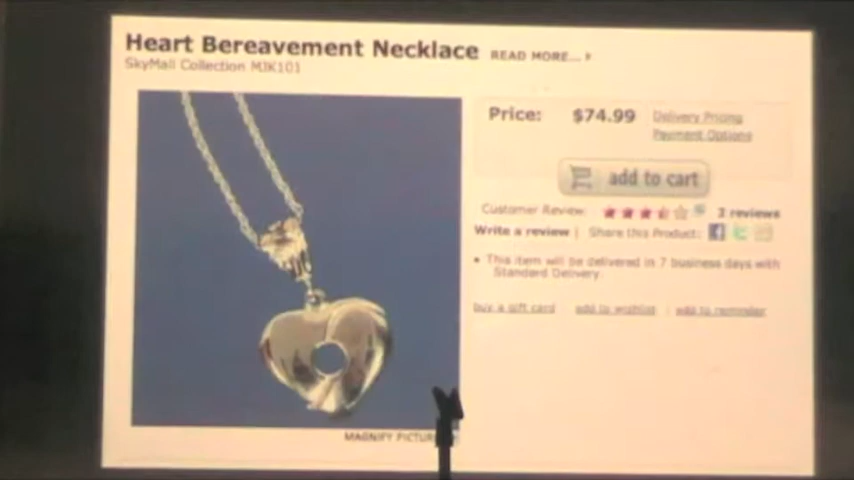 Heart Bereavement Necklace READ MORE...
SkyMall Collection MJK101
Price: $74.99 Delivery Pricing
Payment Options
add to cart
Customer Review: 3 reviews
Write a review | Share this Product:
This item will be delivered in 7 business days with
Standard Delivery.
buy a gift card add to wishlist | add to reminder
MAGNIFY PICTUR